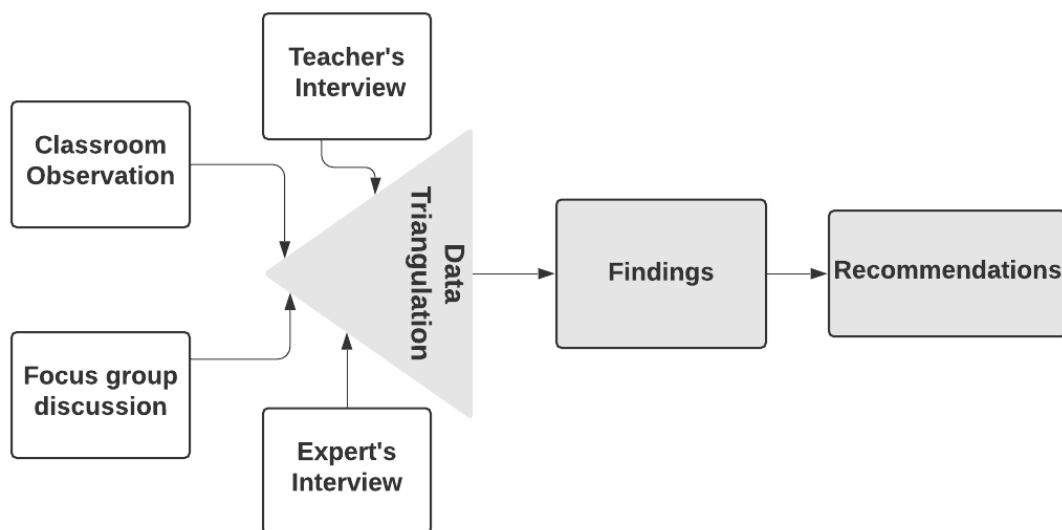 Teacher's
Interview
Classroom
Observation
Data
Triangulation
Findings
Recommendations
Focus group
discussion
Expert's
Interview